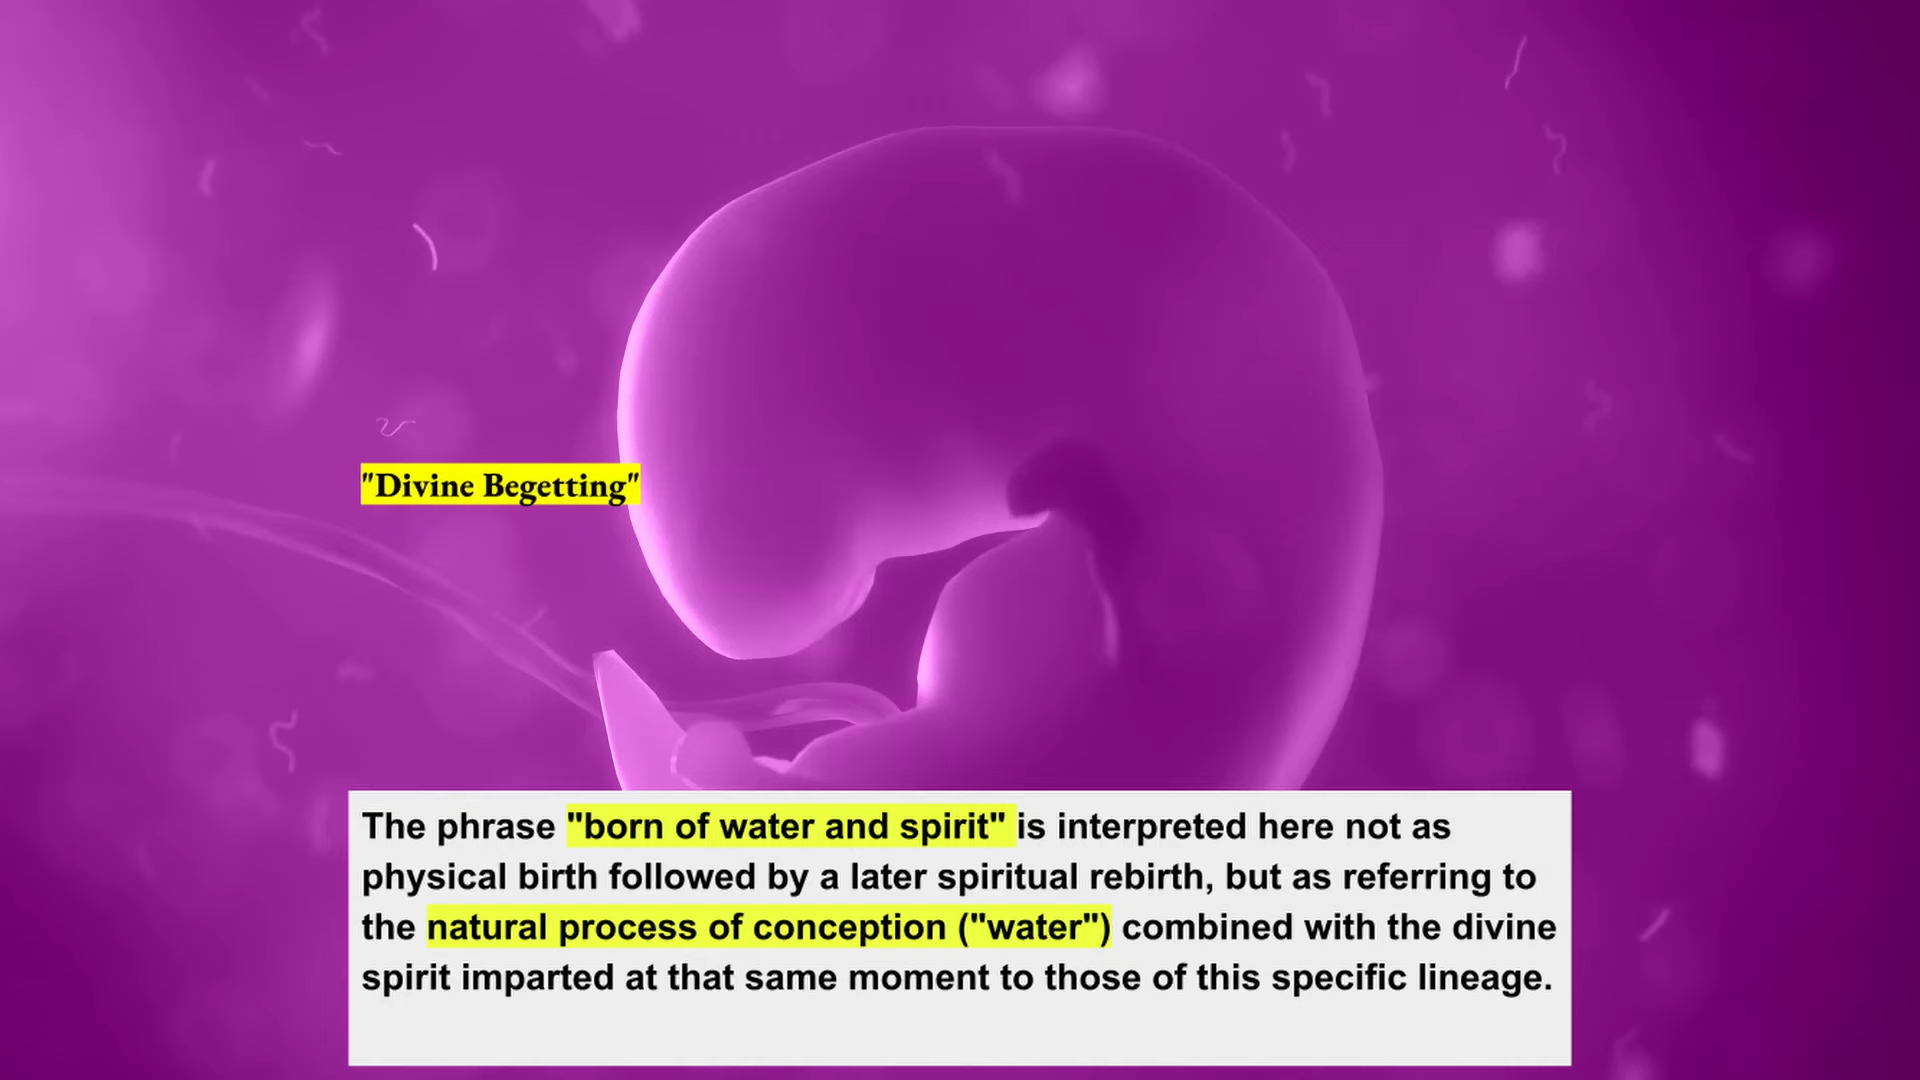 "Divine Begetting"
The phrase "born of water and spirit" is interpreted here not as
physical birth followed by a later spiritual rebirth, but as referring to
the natural process of conception ("water") combined with the divine
spirit imparted at that same moment to those of this specific lineage.